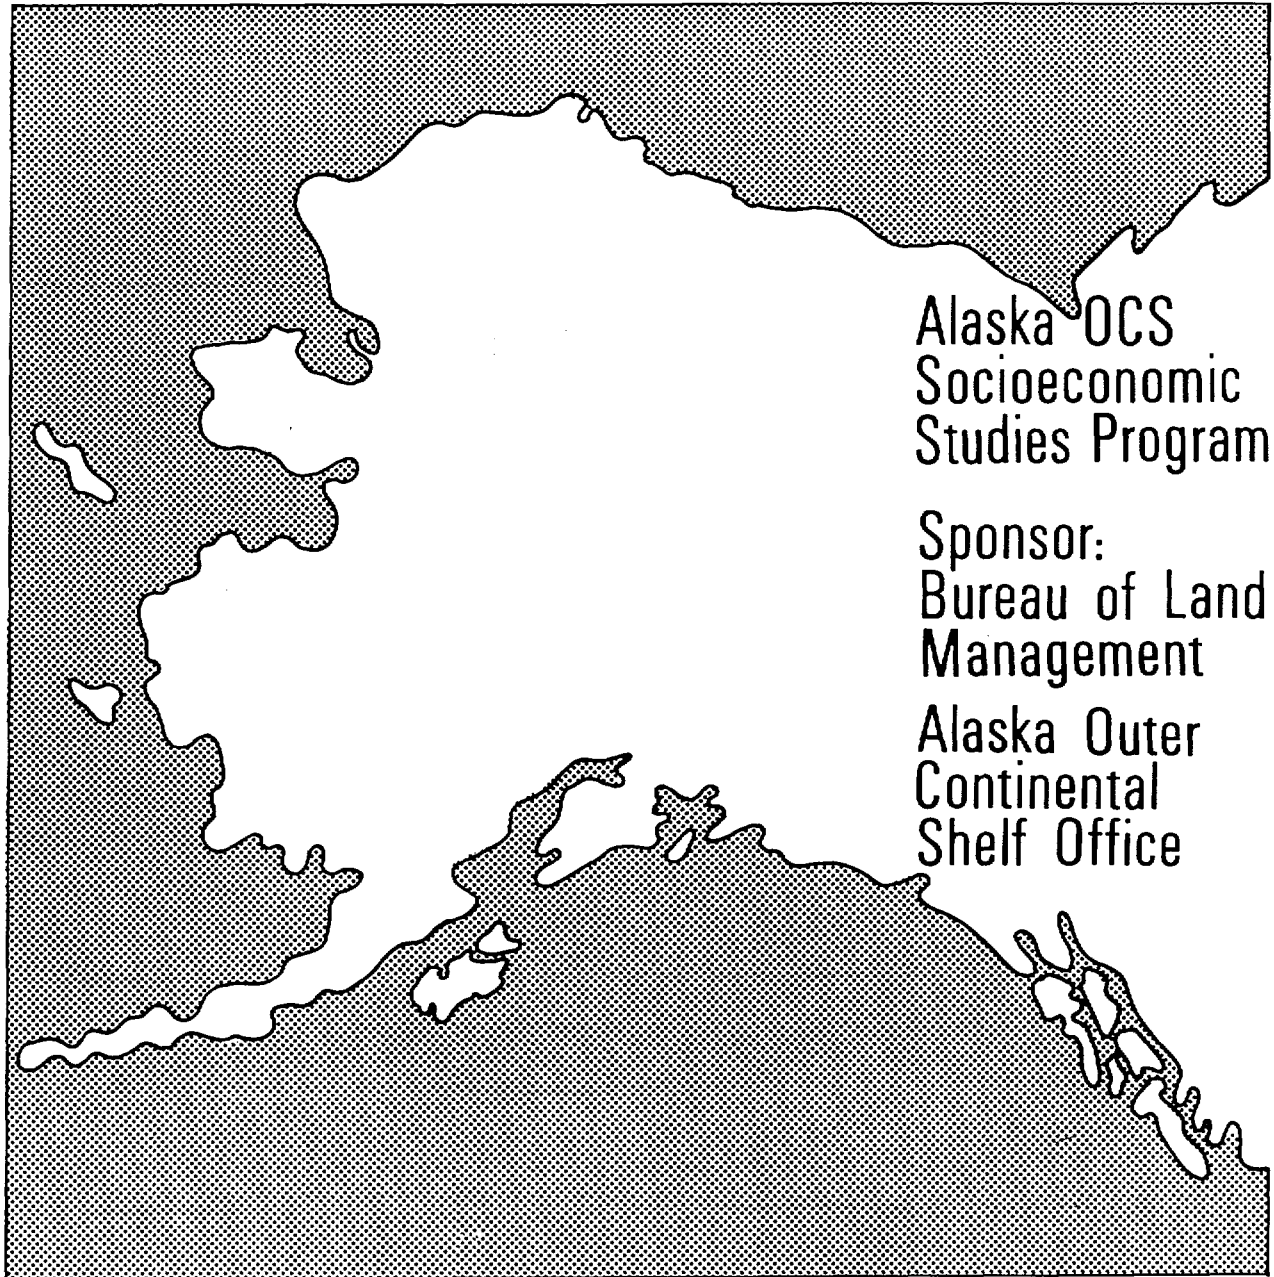 Alaska OCS
Socioeconomic
Studies Program
Sponsor:
Bureau of Land
Management
Alaska Outer
Continental
Shelf Office